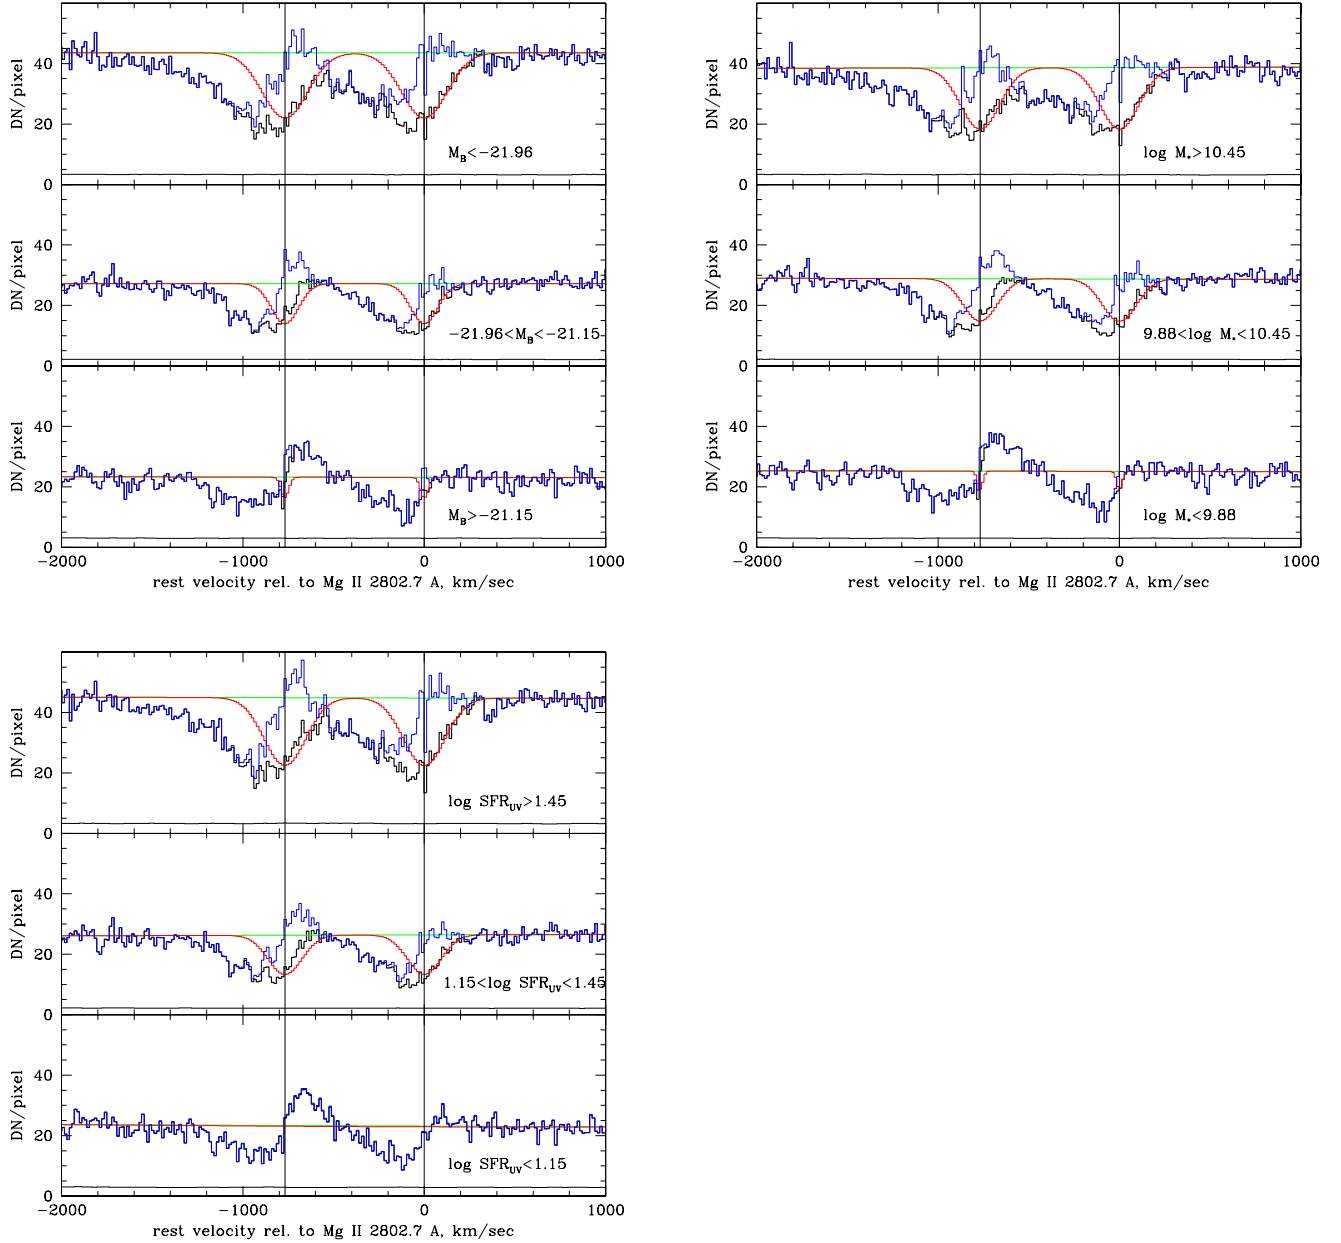 DN/pixel
40
20
0
M_B<−21.96
DN/pixel
40
20
0
−21.96<M_B<−21.15
DN/pixel
40
20
0
M_B>−21.15
−2000 −1000 0 1000
rest velocity rel. to Mg II 2802.7 A, km/sec
DN/pixel
40
20
0
log M_*>10.45
DN/pixel
40
20
0
9.88<log M_*<10.45
DN/pixel
40
20
0
log M_*<9.88
−2000 −1000 0 1000
rest velocity rel. to Mg II 2802.7 A, km/sec
DN/pixel
40
20
0
log SFR_UV>1.45
DN/pixel
40
20
0
1.15<log SFR_UV<1.45
DN/pixel
40
20
0
log SFR_UV<1.15
−2000 −1000 0 1000
rest velocity rel. to Mg II 2802.7 A, km/sec